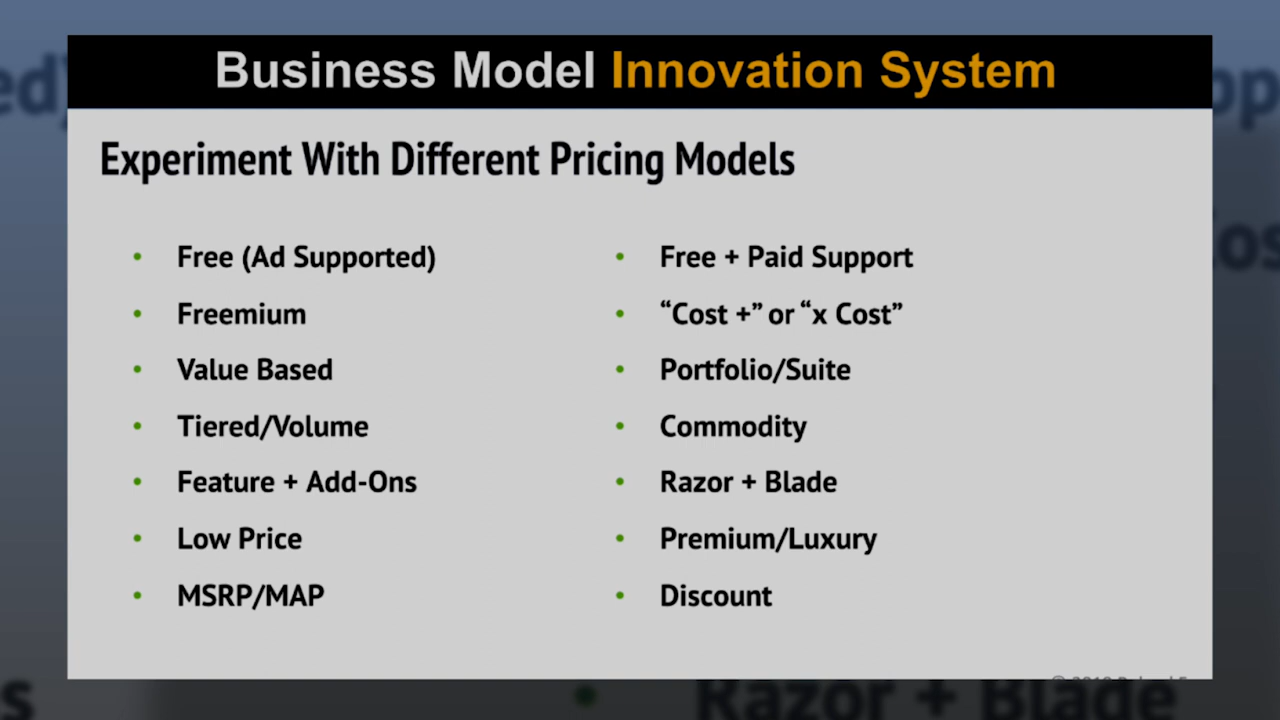 Business Model Innovation System
Experiment With Different Pricing Models
• Free (Ad Supported)
• Freemium
• Value Based
• Tiered/Volume
• Feature + Add-Ons
• Low Price
• MSRP/MAP
• Free + Paid Support
• “Cost +” or “x Cost”
• Portfolio/Suite
• Commodity
• Razor + Blade
• Premium/Luxury
• Discount
• Razor + Blade